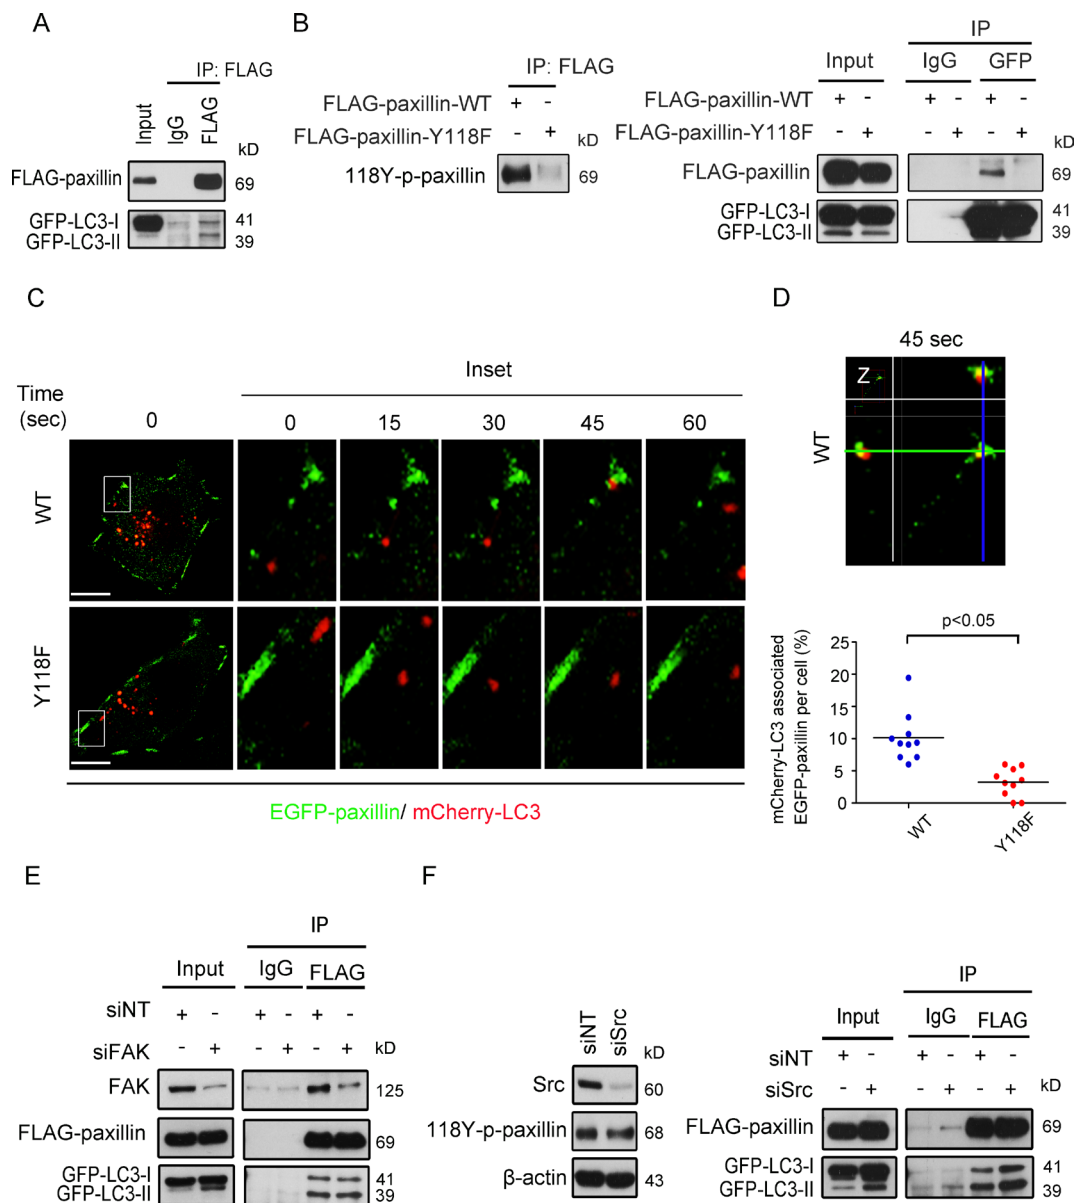 A
IP: FLAG
Input
IgG
FLAG
kD
FLAG-paxillin
69
GFP-LC3-I
41
GFP-LC3-II
39
B
IP: FLAG
FLAG-paxillin-WT
+ -
FLAG-paxillin-Y118F
- +
kD
118Y-p-paxillin
69
IP
Input
IgG
GFP
FLAG-paxillin-WT
+ - + - + -
FLAG-paxillin-Y118F
- + - + - +
kD
FLAG-paxillin
69
GFP-LC3-I
41
GFP-LC3-II
39
C
Inset
Time
(sec)
0
0 15 30 45 60
WT
Y118F
EGFP-paxillin/ mCherry-LC3
D
45 sec
Z
WT
p<0.05
25
20
15
10
5
0
mCherry-LC3 associated
EGFP-paxillin per cell (%)
WT
Y118F
E
IP
Input
IgG
FLAG
siNT
+ - + - + -
siFAK
- + - + - +
kD
FAK
125
FLAG-paxillin
69
GFP-LC3-I
41
GFP-LC3-II
39
F
siNT
siSrc
kD
Src
60
118Y-p-paxillin
68
β-actin
43
IP
Input
IgG
FLAG
siNT
+ - + - + -
siSrc
- + - + - +
kD
FLAG-paxillin
69
GFP-LC3-I
41
GFP-LC3-II
39